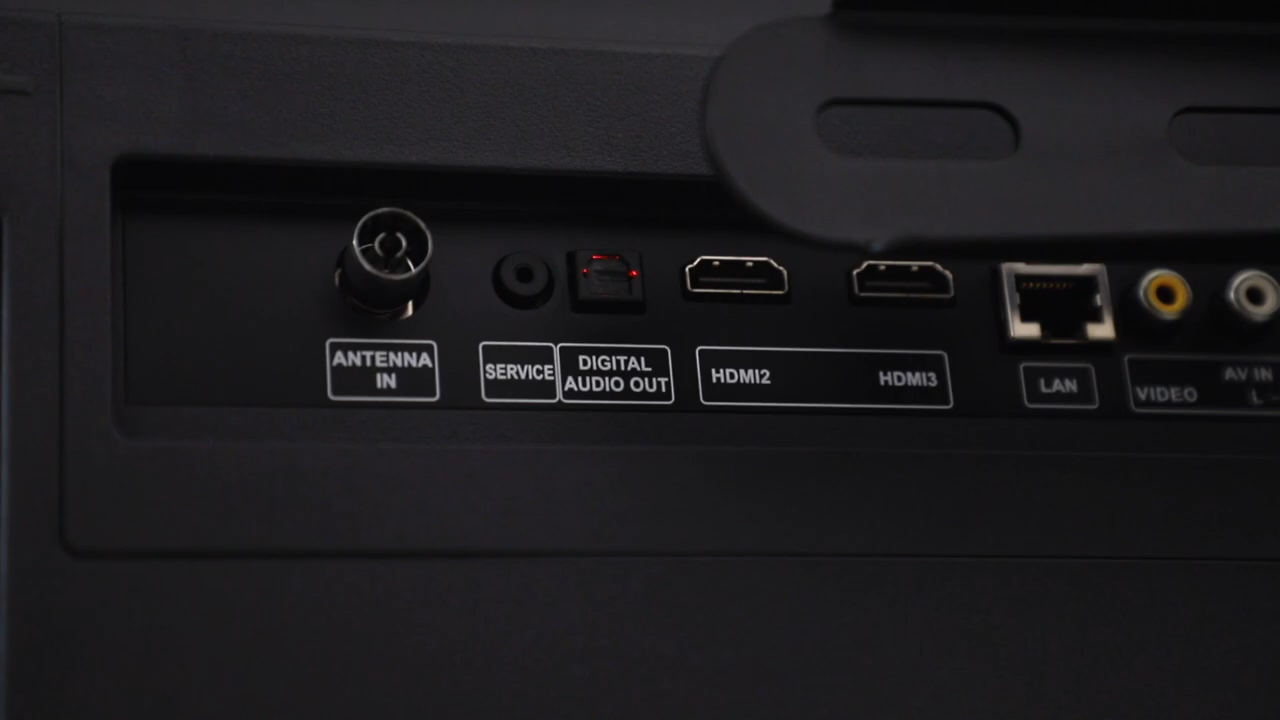 ANTENNA
IN
SERVICE
DIGITAL
AUDIO OUT
HDMI2
HDMI3
LAN
AV IN
VIDEO
L